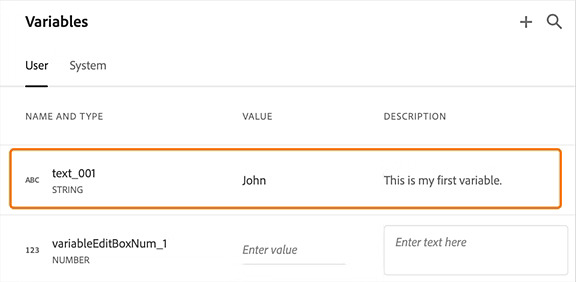 Variables
User System
NAME AND TYPE VALUE DESCRIPTION
ABC text_001 John This is my first variable.
STRING
123 variableEditBoxNum_1 Enter value Enter text here
NUMBER